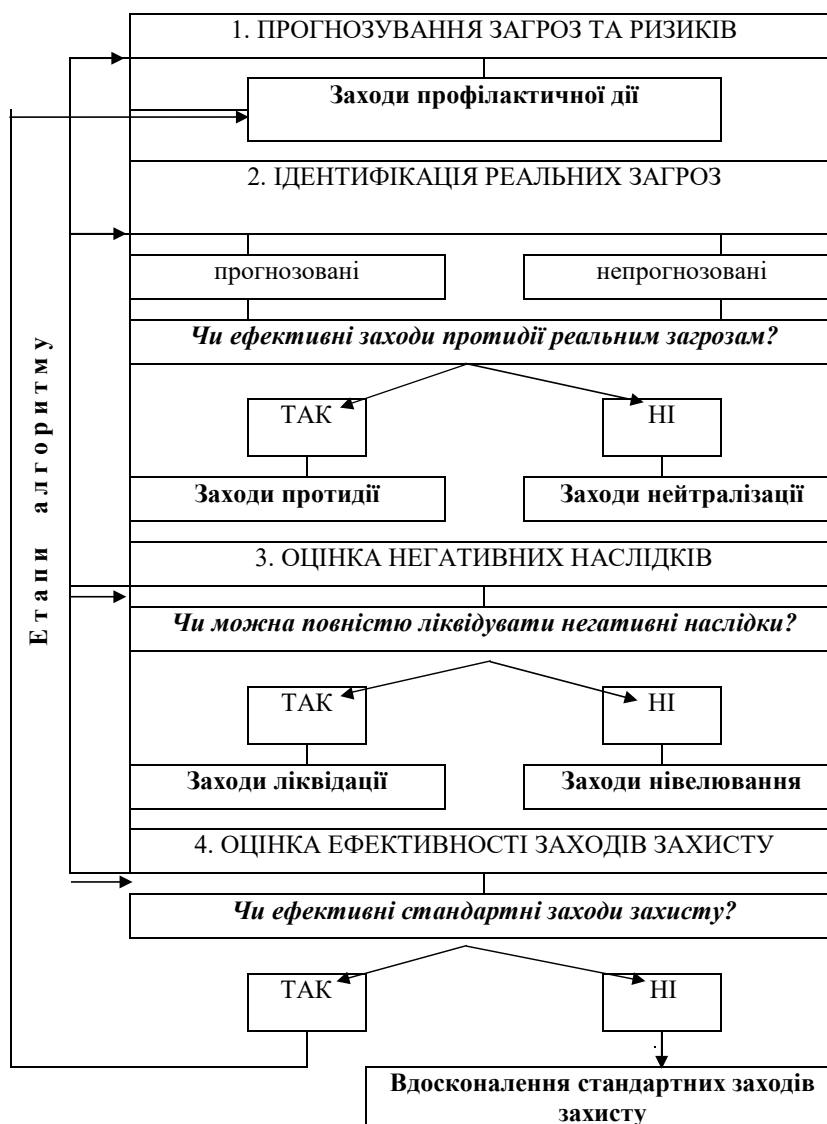 1. ПРОГНОЗУВАННЯ ЗАГРОЗ ТА РИЗИКІВ
Заходи профілактичної дії
2. ІДЕНТИФІКАЦІЯ РЕАЛЬНИХ ЗАГРОЗ
прогнозовані
непрогнозовані
Чи ефективні заходи протидії реальним загрозам?
ТАК
НІ
Заходи протидії
Заходи нейтралізації
3. ОЦІНКА НЕГАТИВНИХ НАСЛІДКІВ
Чи можна повністю ліквідувати негативні наслідки?
ТАК
НІ
Заходи ліквідації
Заходи нівелювання
4. ОЦІНКА ЕФЕКТИВНОСТІ ЗАХОДІВ ЗАХИСТУ
Чи ефективні стандартні заходи захисту?
ТАК
НІ
Вдосконалення стандартних заходів
захисту
Етапи алгоритму